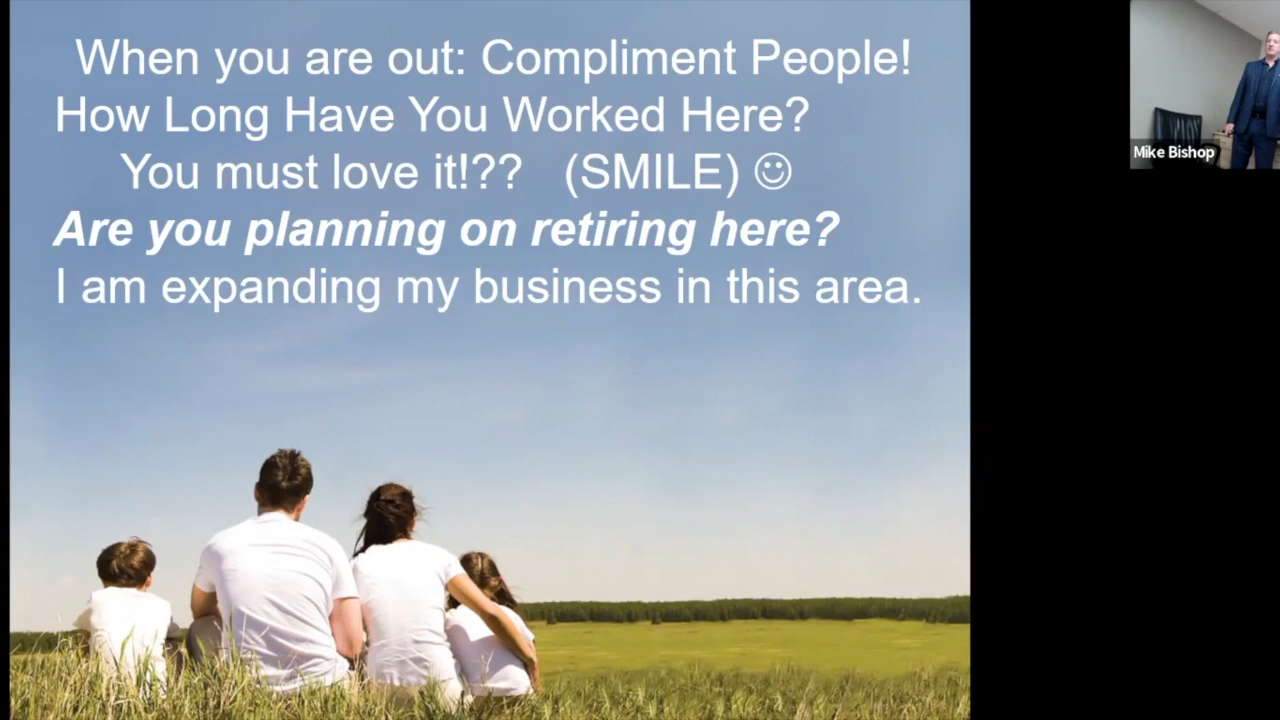 When you are out: Compliment People!
How Long Have You Worked Here?
You must love it!?? (SMILE) ☺
Are you planning on retiring here?
I am expanding my business in this area.
Mike Bishop